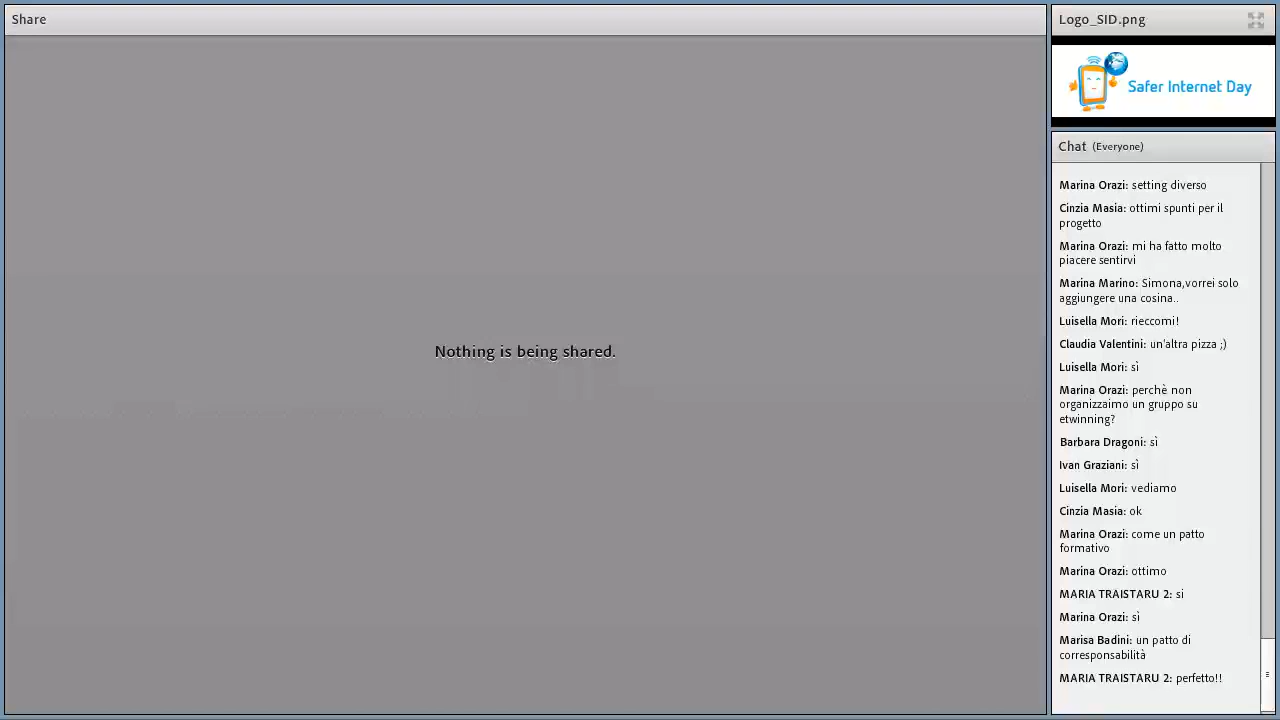 Share
Nothing is being shared.
Logo_SID.png
Safer Internet Day
Chat (Everyone)
Marina Orazi: setting diverso
Cinzia Masia: ottimi spunti per il
progetto
Marina Orazi: mi ha fatto molto
piacere sentirvi
Marina Marino: Simona,vorrei solo
aggiungere una cosina..
Luisella Mori: rieccomi!
Claudia Valentini: un'altra pizza ;)
Luisella Mori: sì
Marina Orazi: perchè non
organizzaimo un gruppo su
etwinning?
Barbara Dragoni: sì
Ivan Graziani: sì
Luisella Mori: vediamo
Cinzia Masia: ok
Marina Orazi: come un patto
formativo
Marina Orazi: ottimo
MARIA TRAISTARU 2: si
Marina Orazi: sì
Marisa Badini: un patto di
corresponsabilità
MARIA TRAISTARU 2: perfetto!!